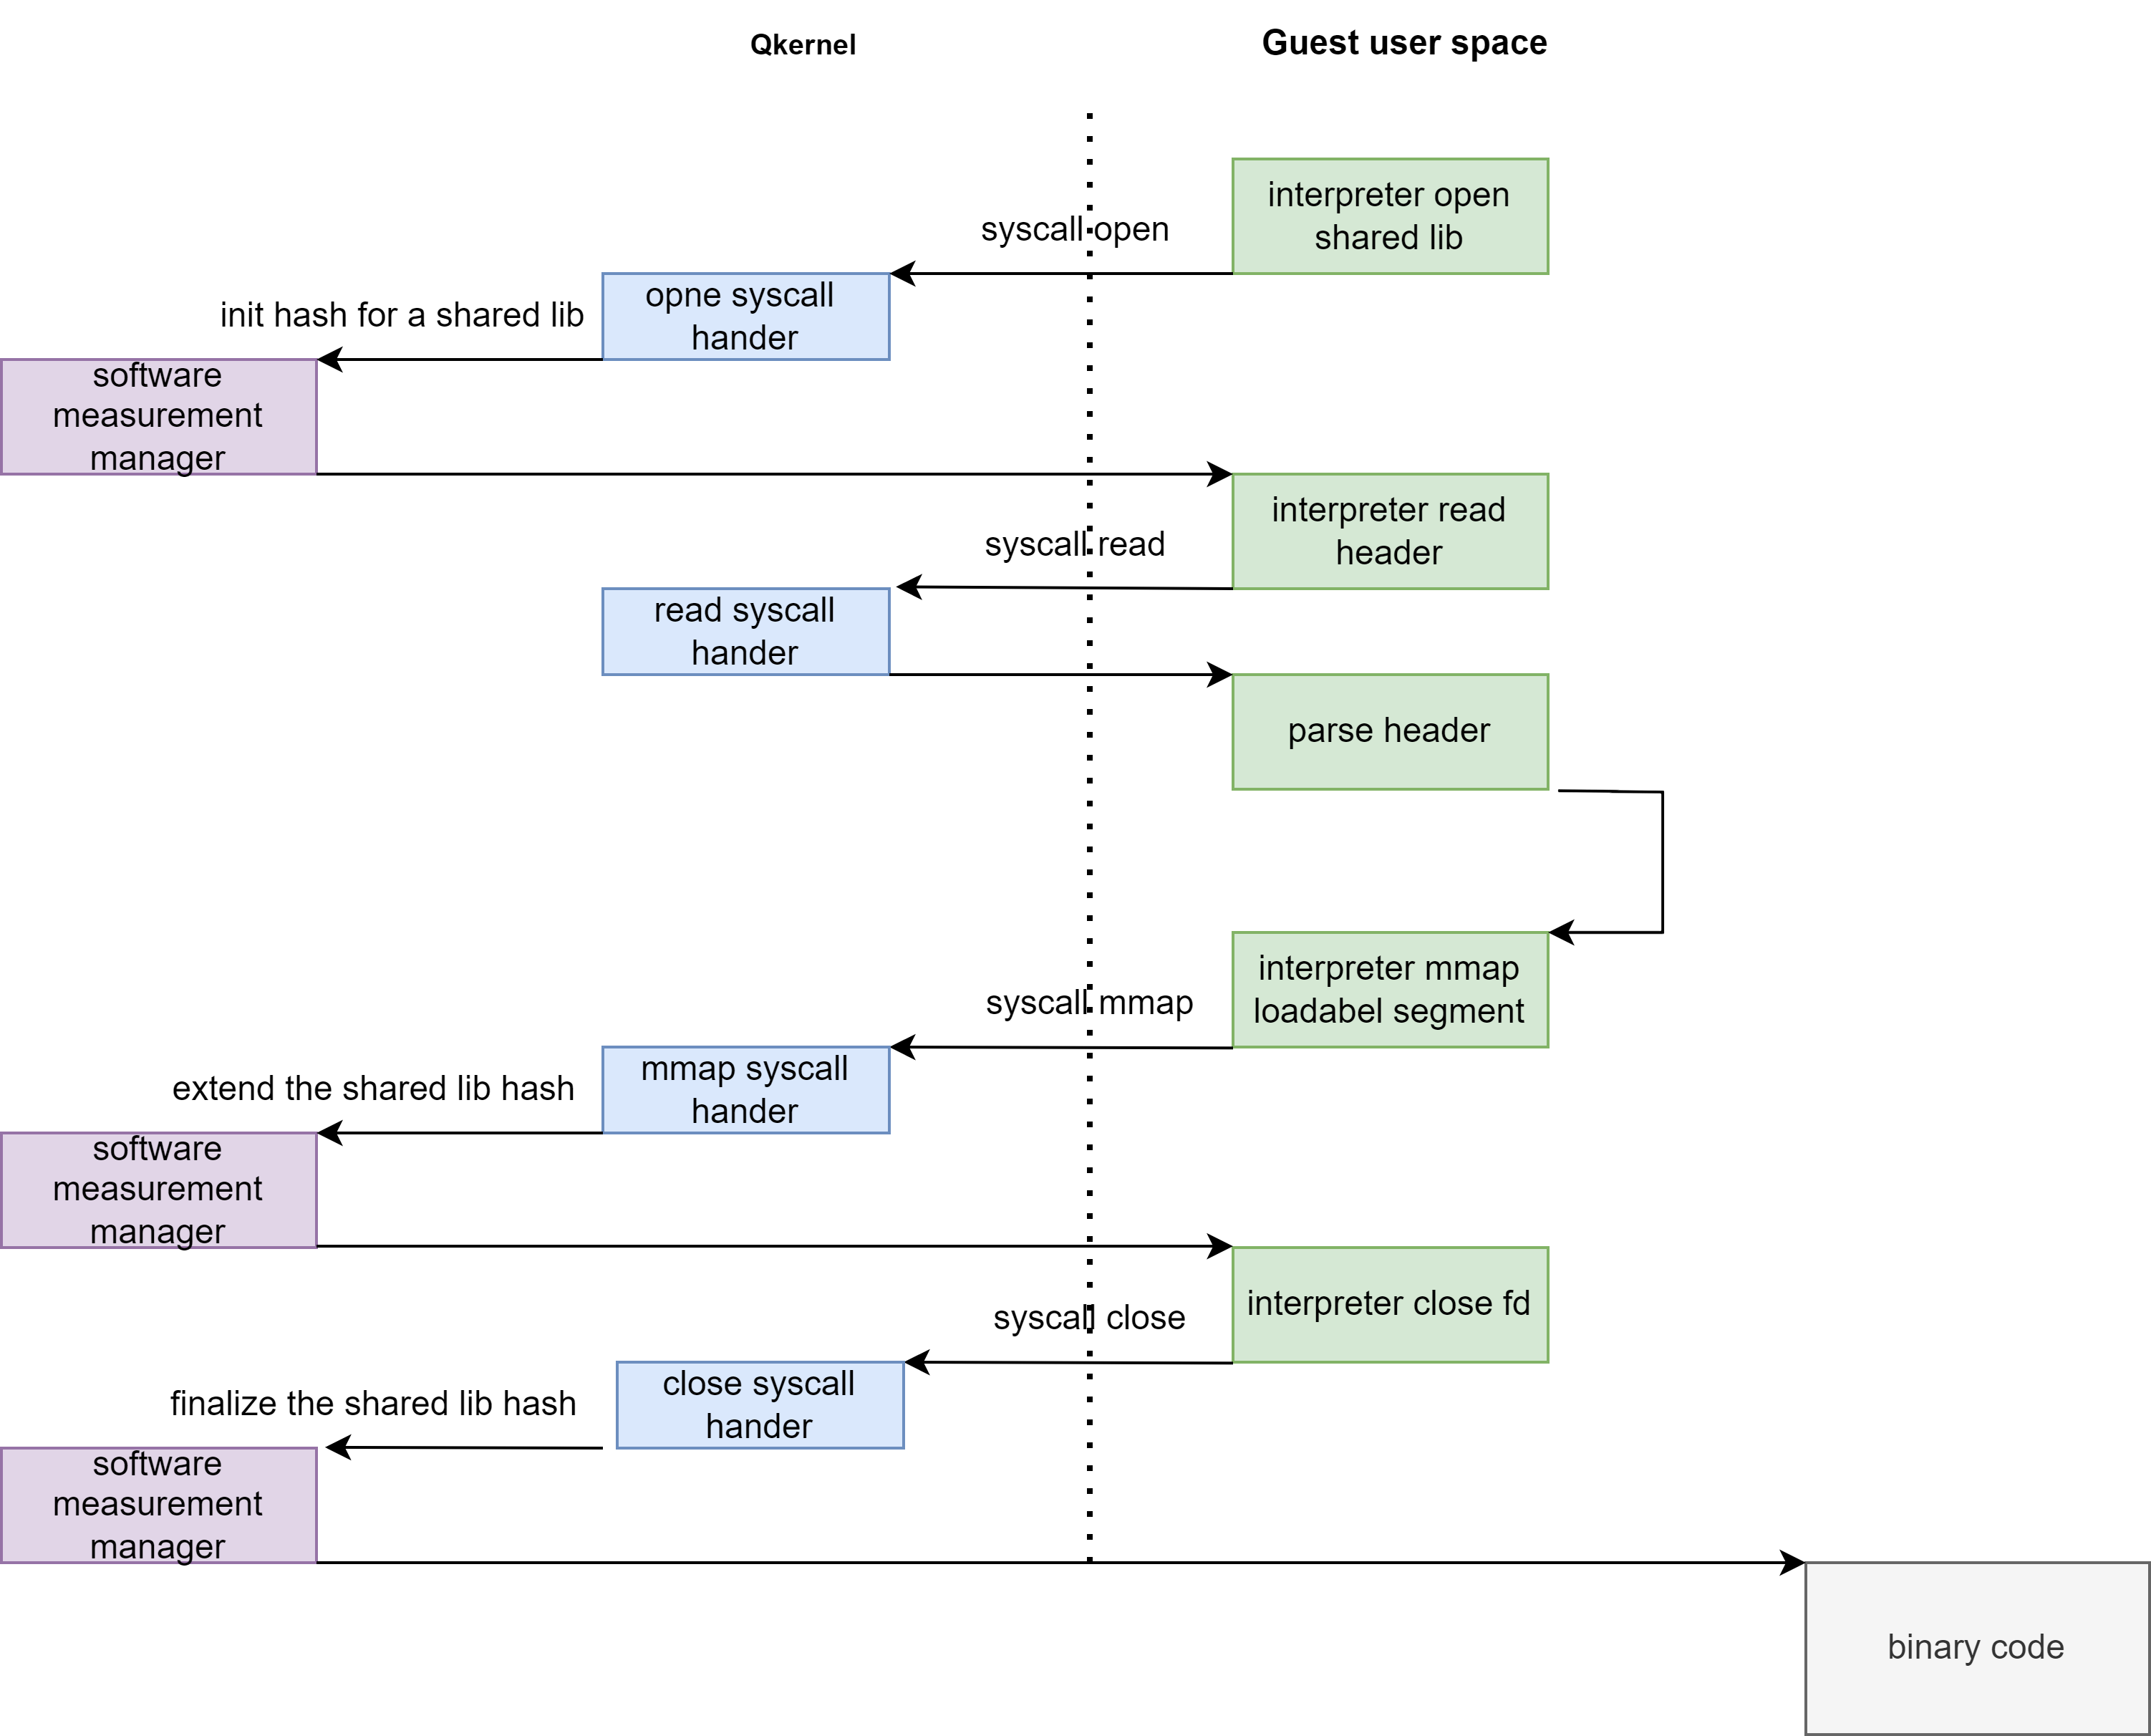 Qkernel
Guest user space
interpreter open
shared lib
syscall open
opne syscall
hander
init hash for a shared lib
software
measurement
manager
interpreter read
header
syscall read
read syscall
hander
parse header
interpreter mmap
loadabel segment
syscall mmap
mmap syscall
hander
extend the shared lib hash
software
measurement
manager
interpreter close fd
syscall close
close syscall
hander
finalize the shared lib hash
software
measurement
manager
binary code